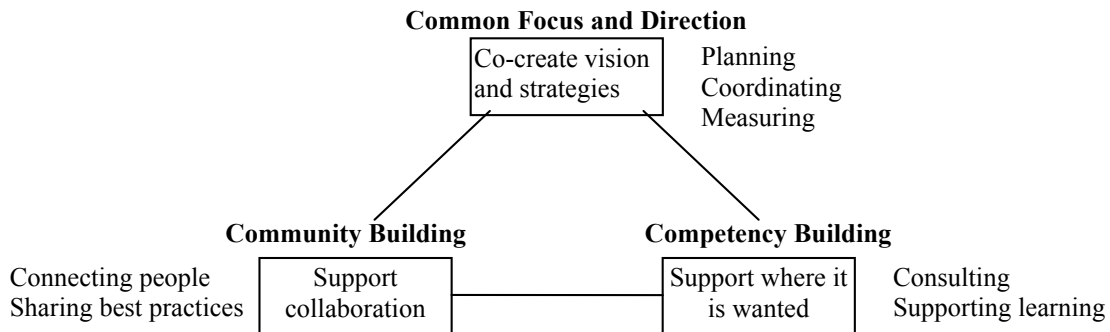 Common Focus and Direction
Co-create vision
and strategies
Planning
Coordinating
Measuring
Community Building
Connecting people
Sharing best practices
Support
collaboration
Competency Building
Support where it
is wanted
Consulting
Supporting learning